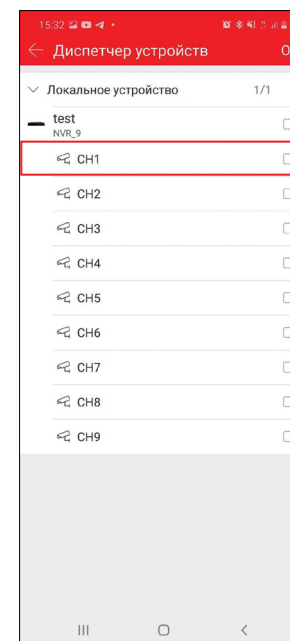 15:32
Диспетчер устройств
Локальное устройство 1/1
test
NVR_9
CH1
CH2
CH3
CH4
CH5
CH6
CH7
CH8
CH9